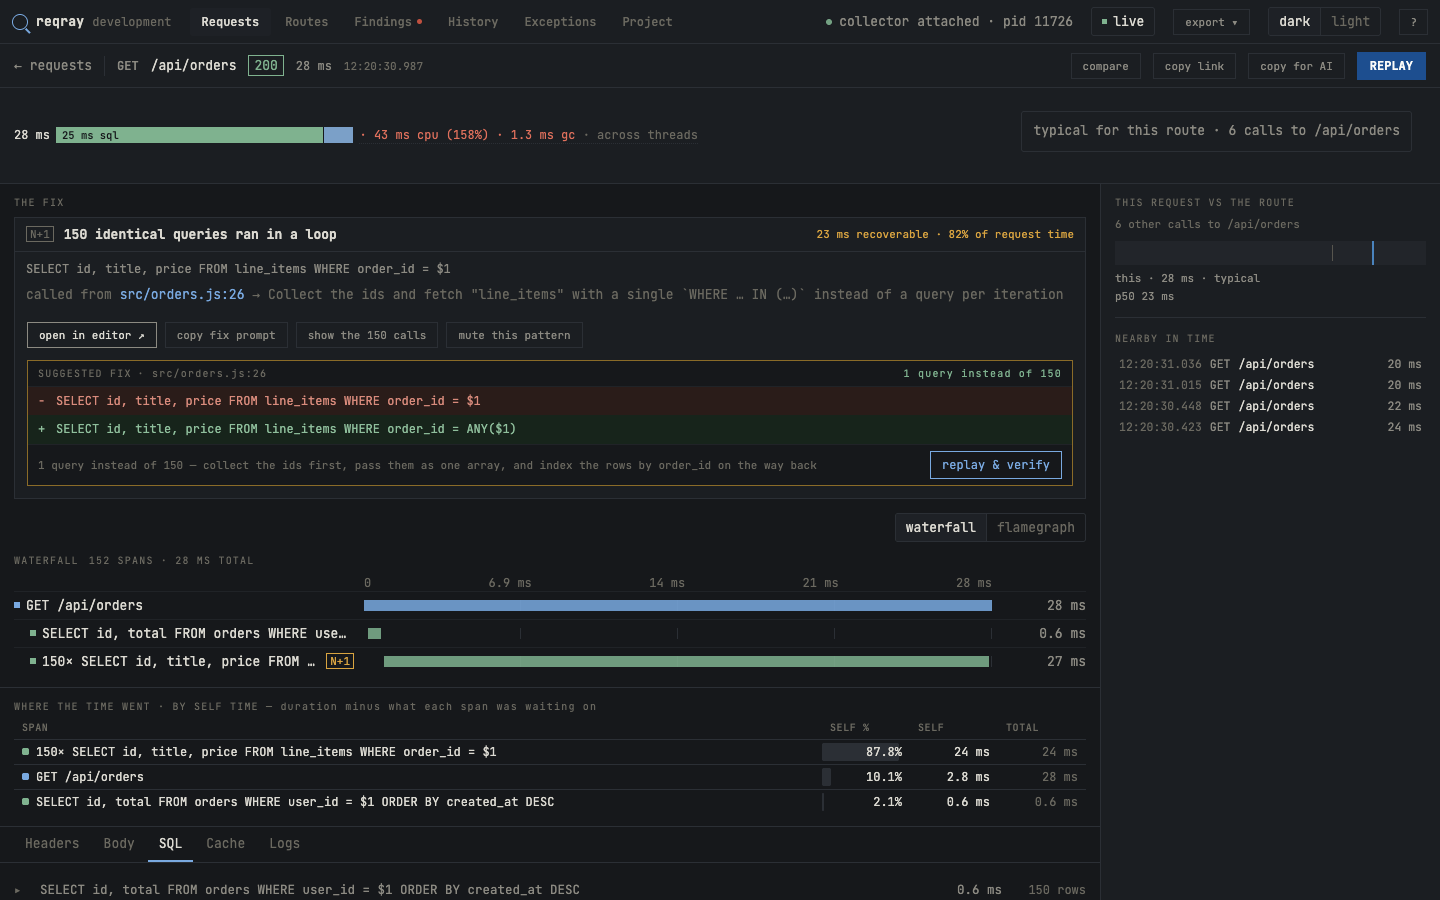 reqray development Requests Routes Findings History Exceptions Project collector attached · pid 11726 live export ▾ dark light ?
← requests GET /api/orders 200 28 ms 12:20:30.987 compare copy link copy for AI REPLAY
28 ms 25 ms sql · 43 ms cpu (158%) · 1.3 ms gc · across threads typical for this route · 6 calls to /api/orders
THE FIX
N+1 150 identical queries ran in a loop 23 ms recoverable · 82% of request time
SELECT id, title, price FROM line_items WHERE order_id = $1
called from src/orders.js:26 → Collect the ids and fetch "line_items" with a single `WHERE … IN (…)` instead of a query per iteration
open in editor ↗ copy fix prompt show the 150 calls mute this pattern
SUGGESTED FIX · src/orders.js:26 1 query instead of 150
- SELECT id, title, price FROM line_items WHERE order_id = $1
+ SELECT id, title, price FROM line_items WHERE order_id = ANY($1)
1 query instead of 150 — collect the ids first, pass them as one array, and index the rows by order_id on the way back replay & verify
waterfall flamegraph
WATERFALL 152 SPANS · 28 MS TOTAL
0 6.9 ms 14 ms 21 ms 28 ms
GET /api/orders 28 ms
SELECT id, total FROM orders WHERE use… 0.6 ms
150× SELECT id, title, price FROM … N+1 27 ms
WHERE THE TIME WENT · BY SELF TIME — duration minus what each span was waiting on
SPAN SELF % SELF TOTAL
150× SELECT id, title, price FROM line_items WHERE order_id = $1 87.8% 24 ms 24 ms
GET /api/orders 10.1% 2.8 ms 28 ms
SELECT id, total FROM orders WHERE user_id = $1 ORDER BY created_at DESC 2.1% 0.6 ms 0.6 ms
Headers Body SQL Cache Logs
▸ SELECT id, total FROM orders WHERE user_id = $1 ORDER BY created_at DESC 0.6 ms 150 rows
THIS REQUEST VS THE ROUTE
6 other calls to /api/orders
this · 28 ms · typical
p50 23 ms
NEARBY IN TIME
12:20:31.036 GET /api/orders 20 ms
12:20:31.015 GET /api/orders 20 ms
12:20:30.448 GET /api/orders 22 ms
12:20:30.423 GET /api/orders 24 ms